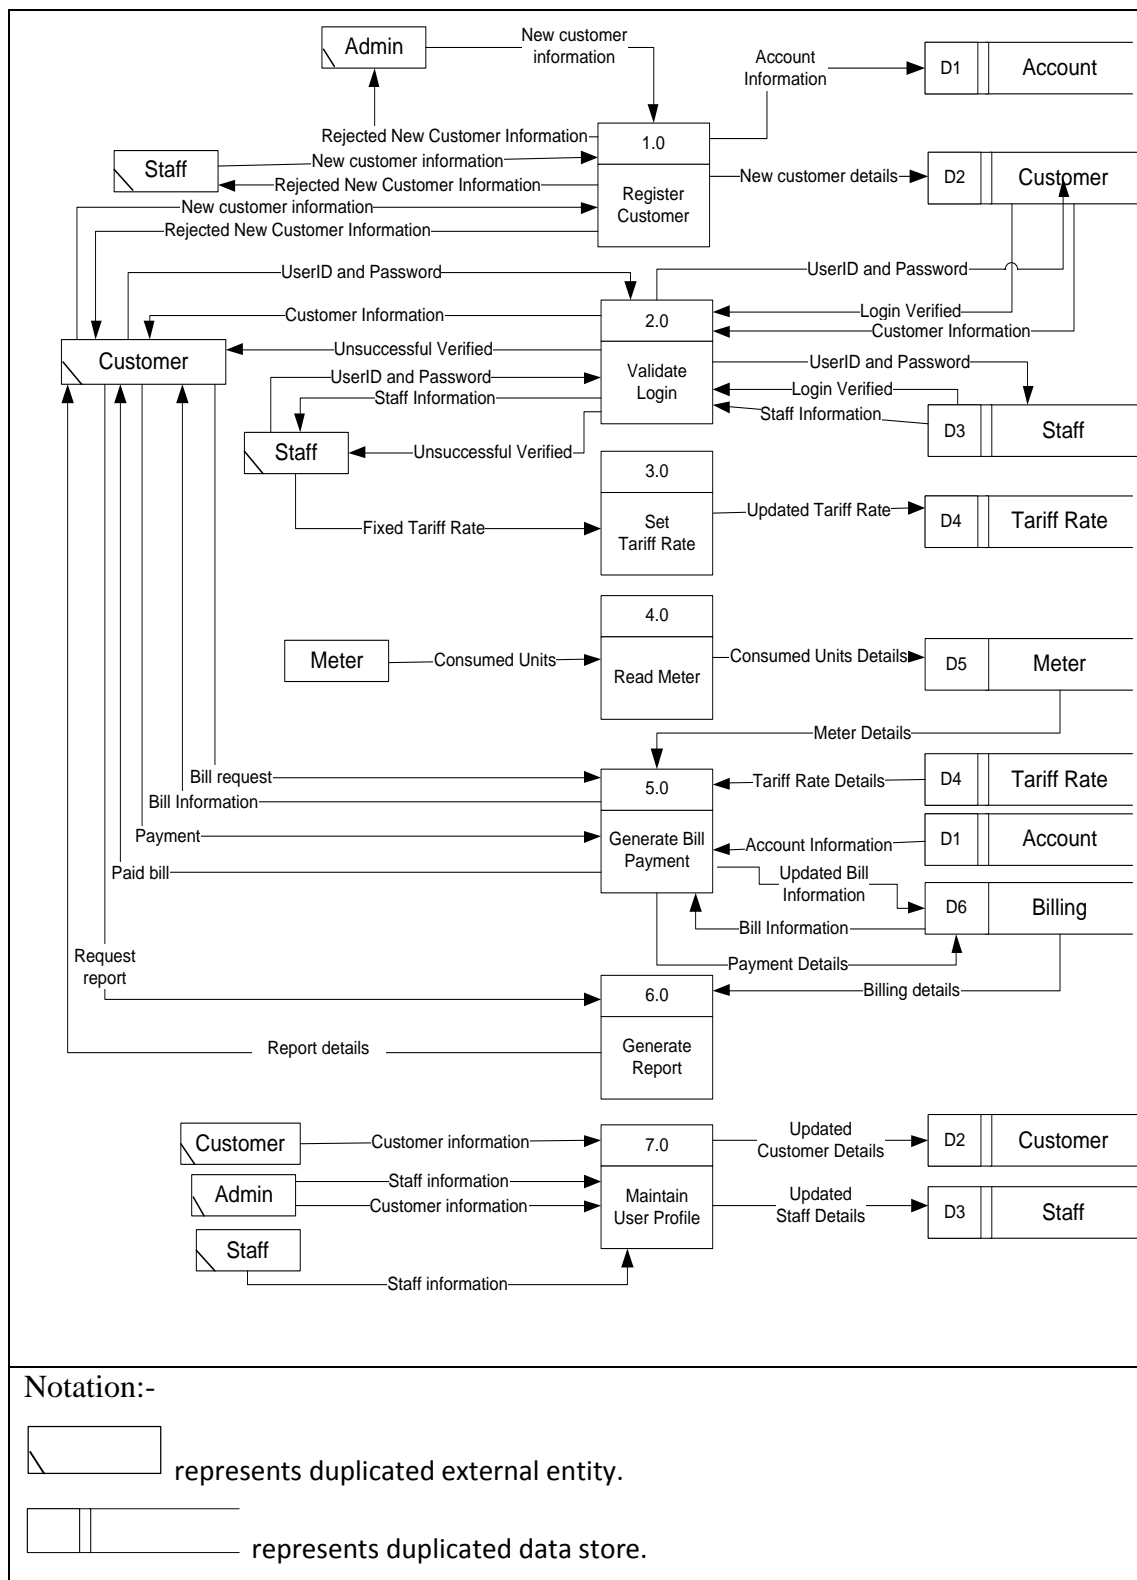 Admin
New customer
information
Account
Information
D1
Account
Rejected New Customer Information
1.0
Staff
New customer information
Rejected New Customer Information
New customer information
Rejected New Customer Information
Register
Customer
New customer details
D2
Customer
UserID and Password
UserID and Password
Customer Information
2.0
Login Verified
Customer Information
Customer
Unsuccessful Verified
UserID and Password
Staff Information
Validate
Login
UserID and Password
Login Verified
Staff Information
D3
Staff
Staff
Unsuccessful Verified
3.0
Fixed Tariff Rate
Set
Tariff Rate
Updated Tariff Rate
D4
Tariff Rate
4.0
Meter
Consumed Units
Read Meter
Consumed Units Details
D5
Meter
Meter Details
Bill request
Bill Information
5.0
Tariff Rate Details
D4
Tariff Rate
Payment
Generate Bill
Payment
Account Information
D1
Account
Paid bill
Updated Bill
Information
D6
Billing
Bill Information
Request
report
Payment Details
6.0
Billing details
Report details
Generate
Report
Customer
Customer information
7.0
Updated
Customer Details
D2
Customer
Admin
Staff information
Customer information
Maintain
User Profile
Updated
Staff Details
D3
Staff
Staff
Staff information
Notation:-
represents duplicated external entity.
represents duplicated data store.